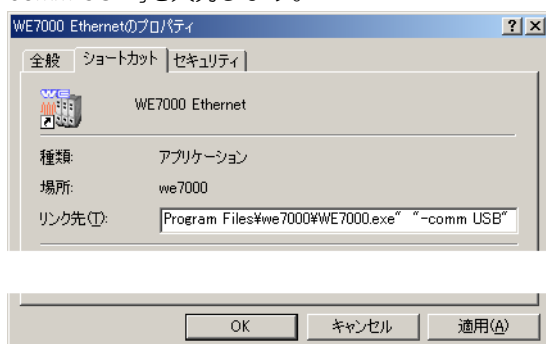 WE7000 Ethernetのプロパティ
全般 ショートカット セキュリティ
WE7000 Ethernet
種類: アプリケーション
場所: we7000
リンク先(T): Program Files¥we7000¥WE7000.exe" "-comm USB"
OK キャンセル 適用(A)